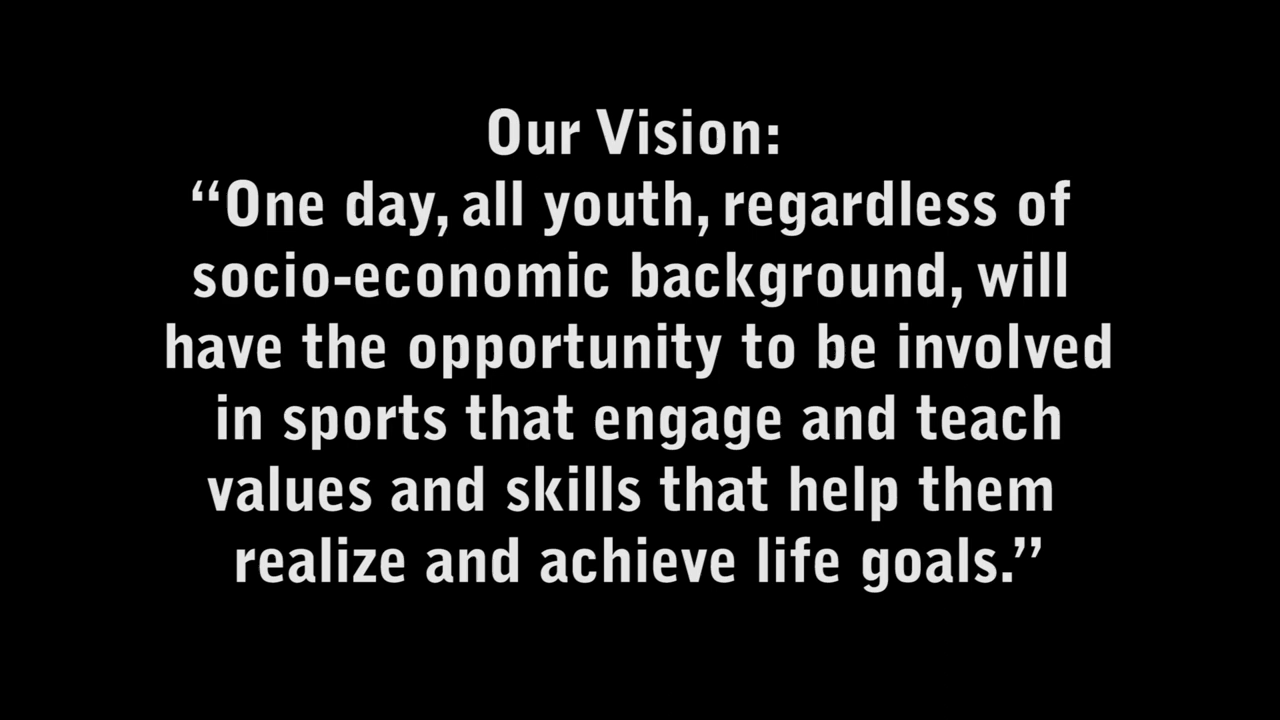 Our Vision:
“One day, all youth, regardless of
socio-economic background, will
have the opportunity to be involved
in sports that engage and teach
values and skills that help them
realize and achieve life goals.”